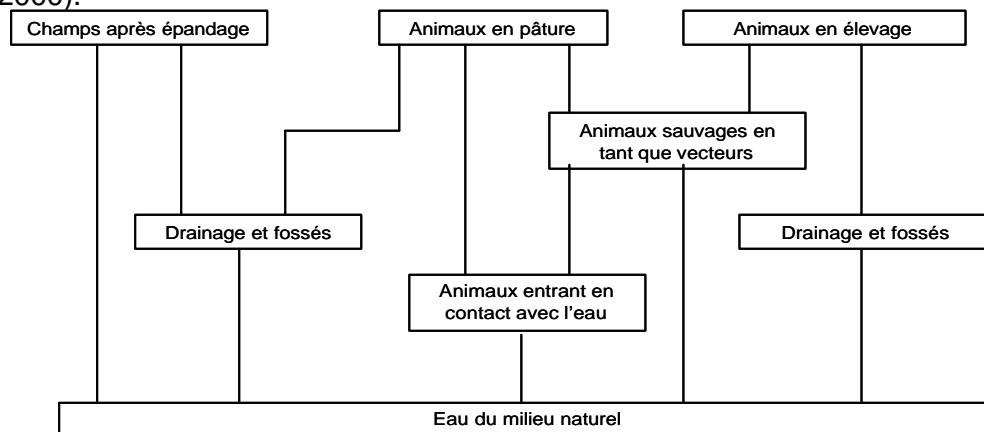 2000).
Champs après épandage
Animaux en pâture
Animaux en élevage
Animaux sauvages en
tant que vecteurs
Drainage et fossés
Drainage et fossés
Animaux entrant en
contact avec l'eau
Eau du milieu naturel